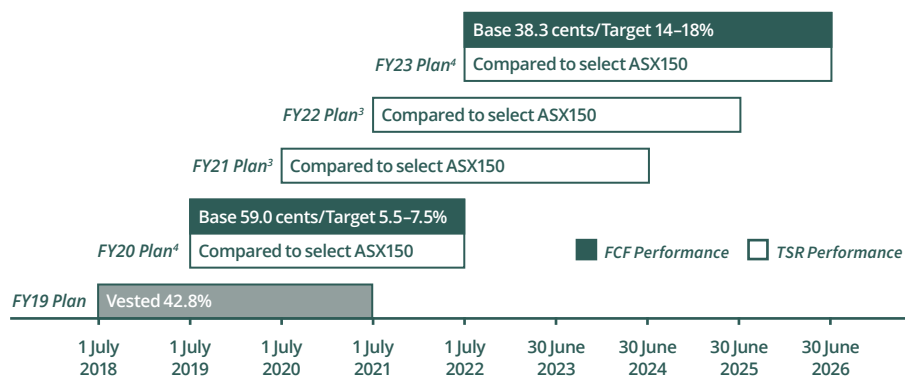 Base 38.3 cents/Target 14–18%
FY23 Plan⁴
Compared to select ASX150
FY22 Plan³
Compared to select ASX150
FY21 Plan³
Compared to select ASX150
Base 59.0 cents/Target 5.5–7.5%
FY20 Plan⁴
Compared to select ASX150
FCF Performance
TSR Performance
FY19 Plan
Vested 42.8%
1 July
2018
1 July
2019
1 July
2020
1 July
2021
1 July
2022
30 June
2023
30 June
2024
30 June
2025
30 June
2026